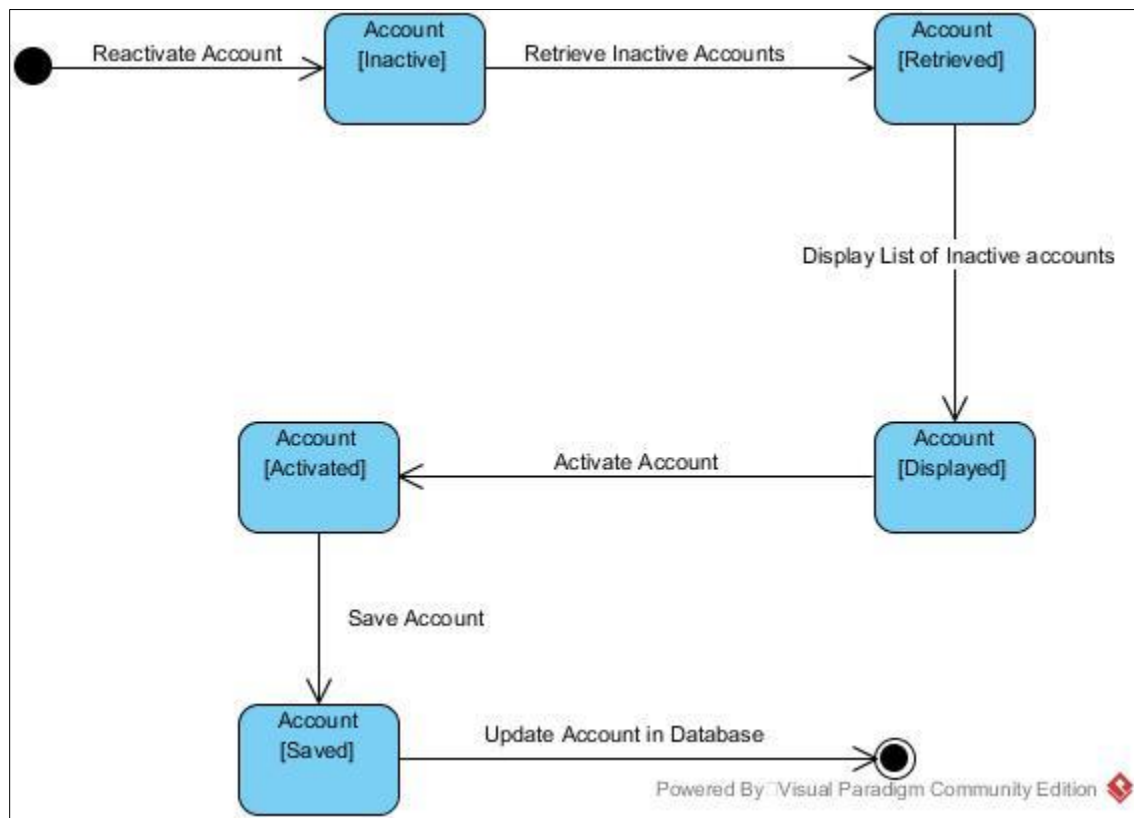 Account
[Inactive]
Account
[Retrieved]
Reactivate Account
Retrieve Inactive Accounts
Display List of Inactive accounts
Account
[Activated]
Activate Account
Account
[Displayed]
Save Account
Account
[Saved]
Update Account in Database
Powered By Visual Paradigm Community Edition